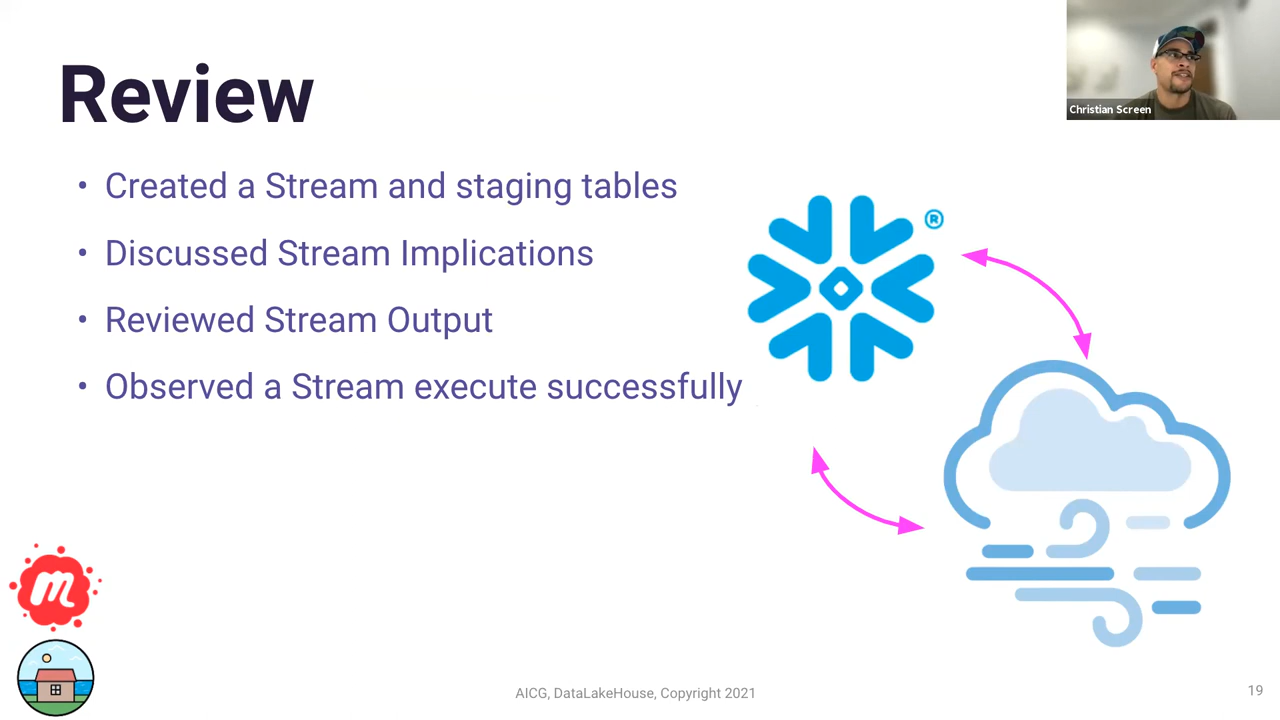 Review
Christian Screen
• Created a Stream and staging tables
• Discussed Stream Implications
• Reviewed Stream Output
• Observed a Stream execute successfully
®
m
AICG, DataLakeHouse, Copyright 2021
19